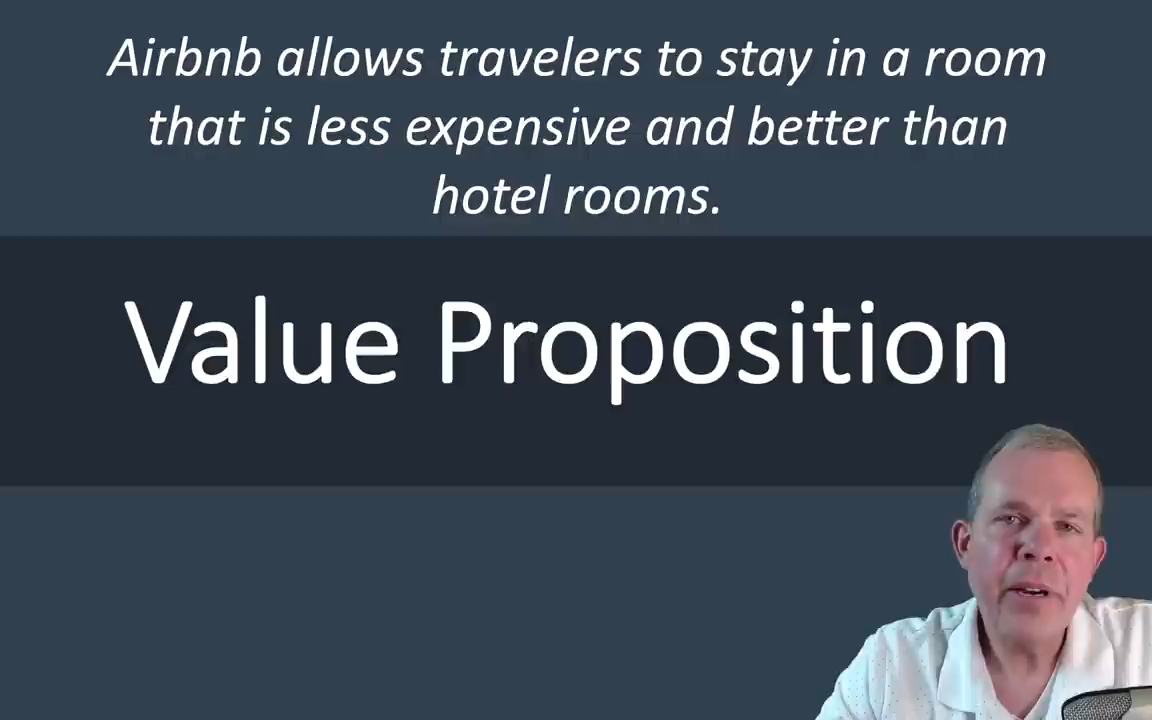 Airbnb allows travelers to stay in a room
that is less expensive and better than
hotel rooms.
Value Proposition